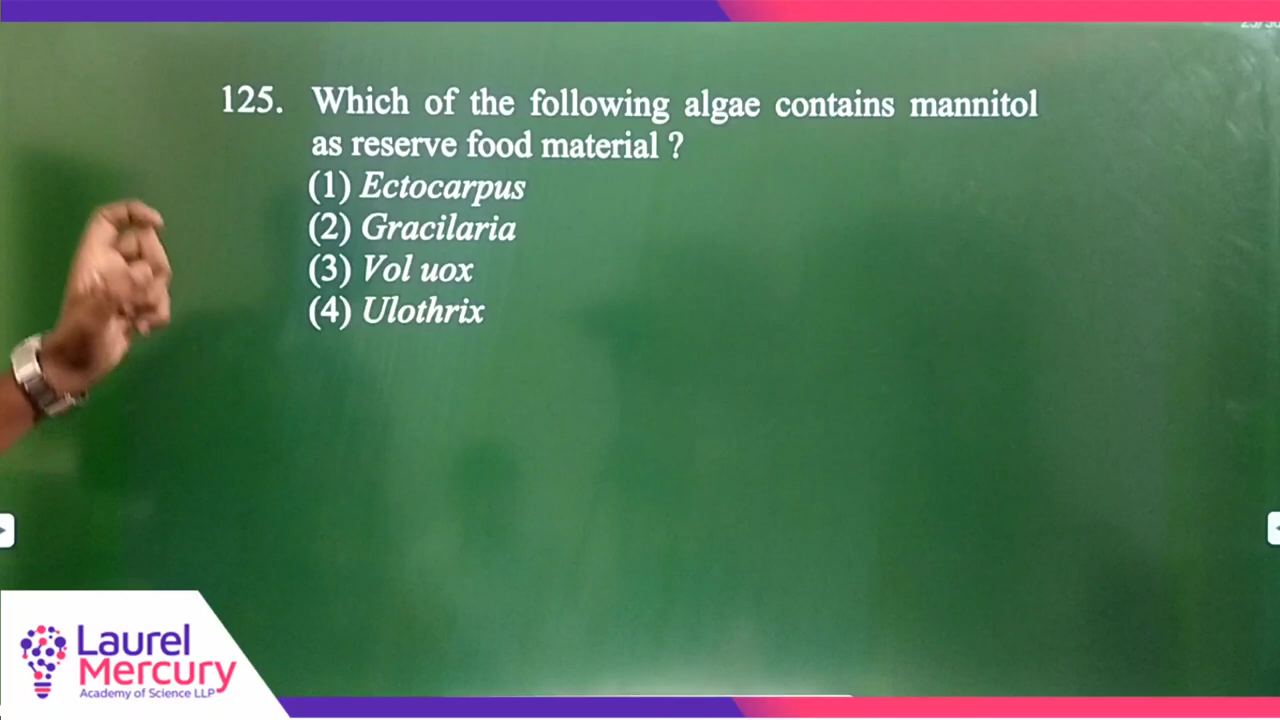 125. Which of the following algae contains mannitol
as reserve food material ?
(1) Ectocarpus
(2) Gracilaria
(3) Vol uox
(4) Ulothrix
Laurel
Mercury
Academy of Science LLP